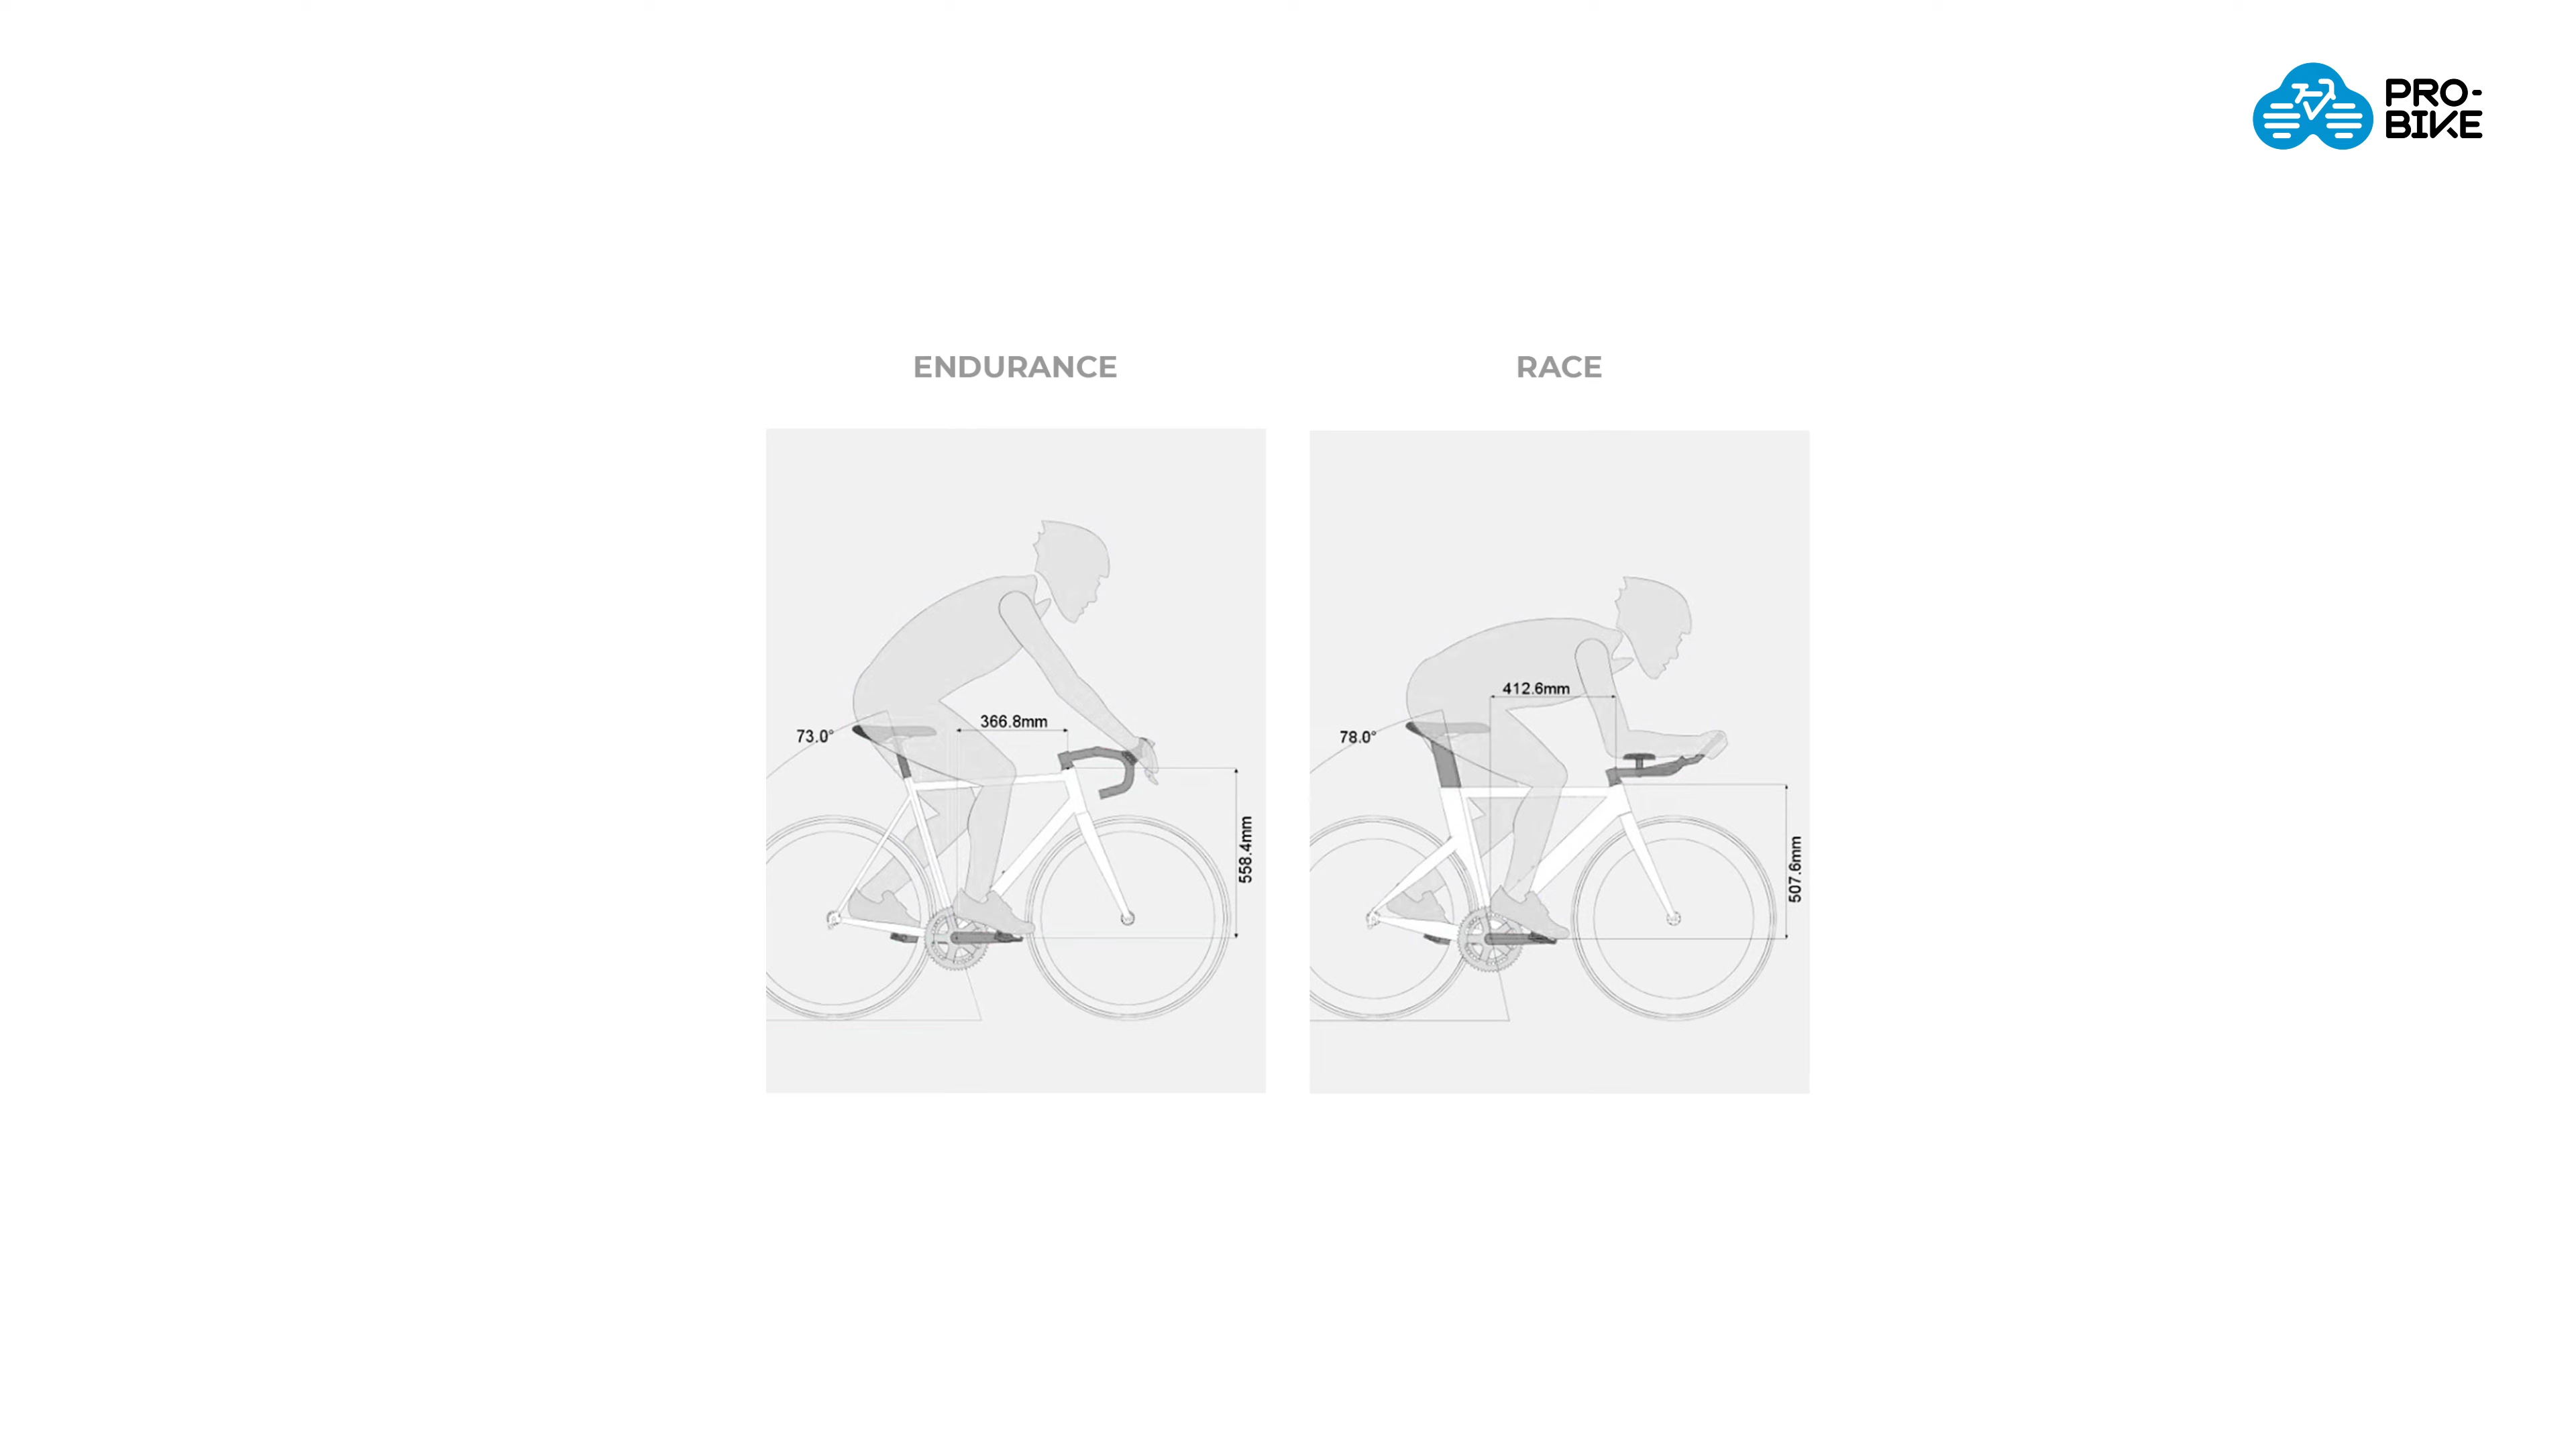 PRO-
BIKE
ENDURANCE
RACE
73.0°
366.8mm
558.4mm
78.0°
412.6mm
507.6mm